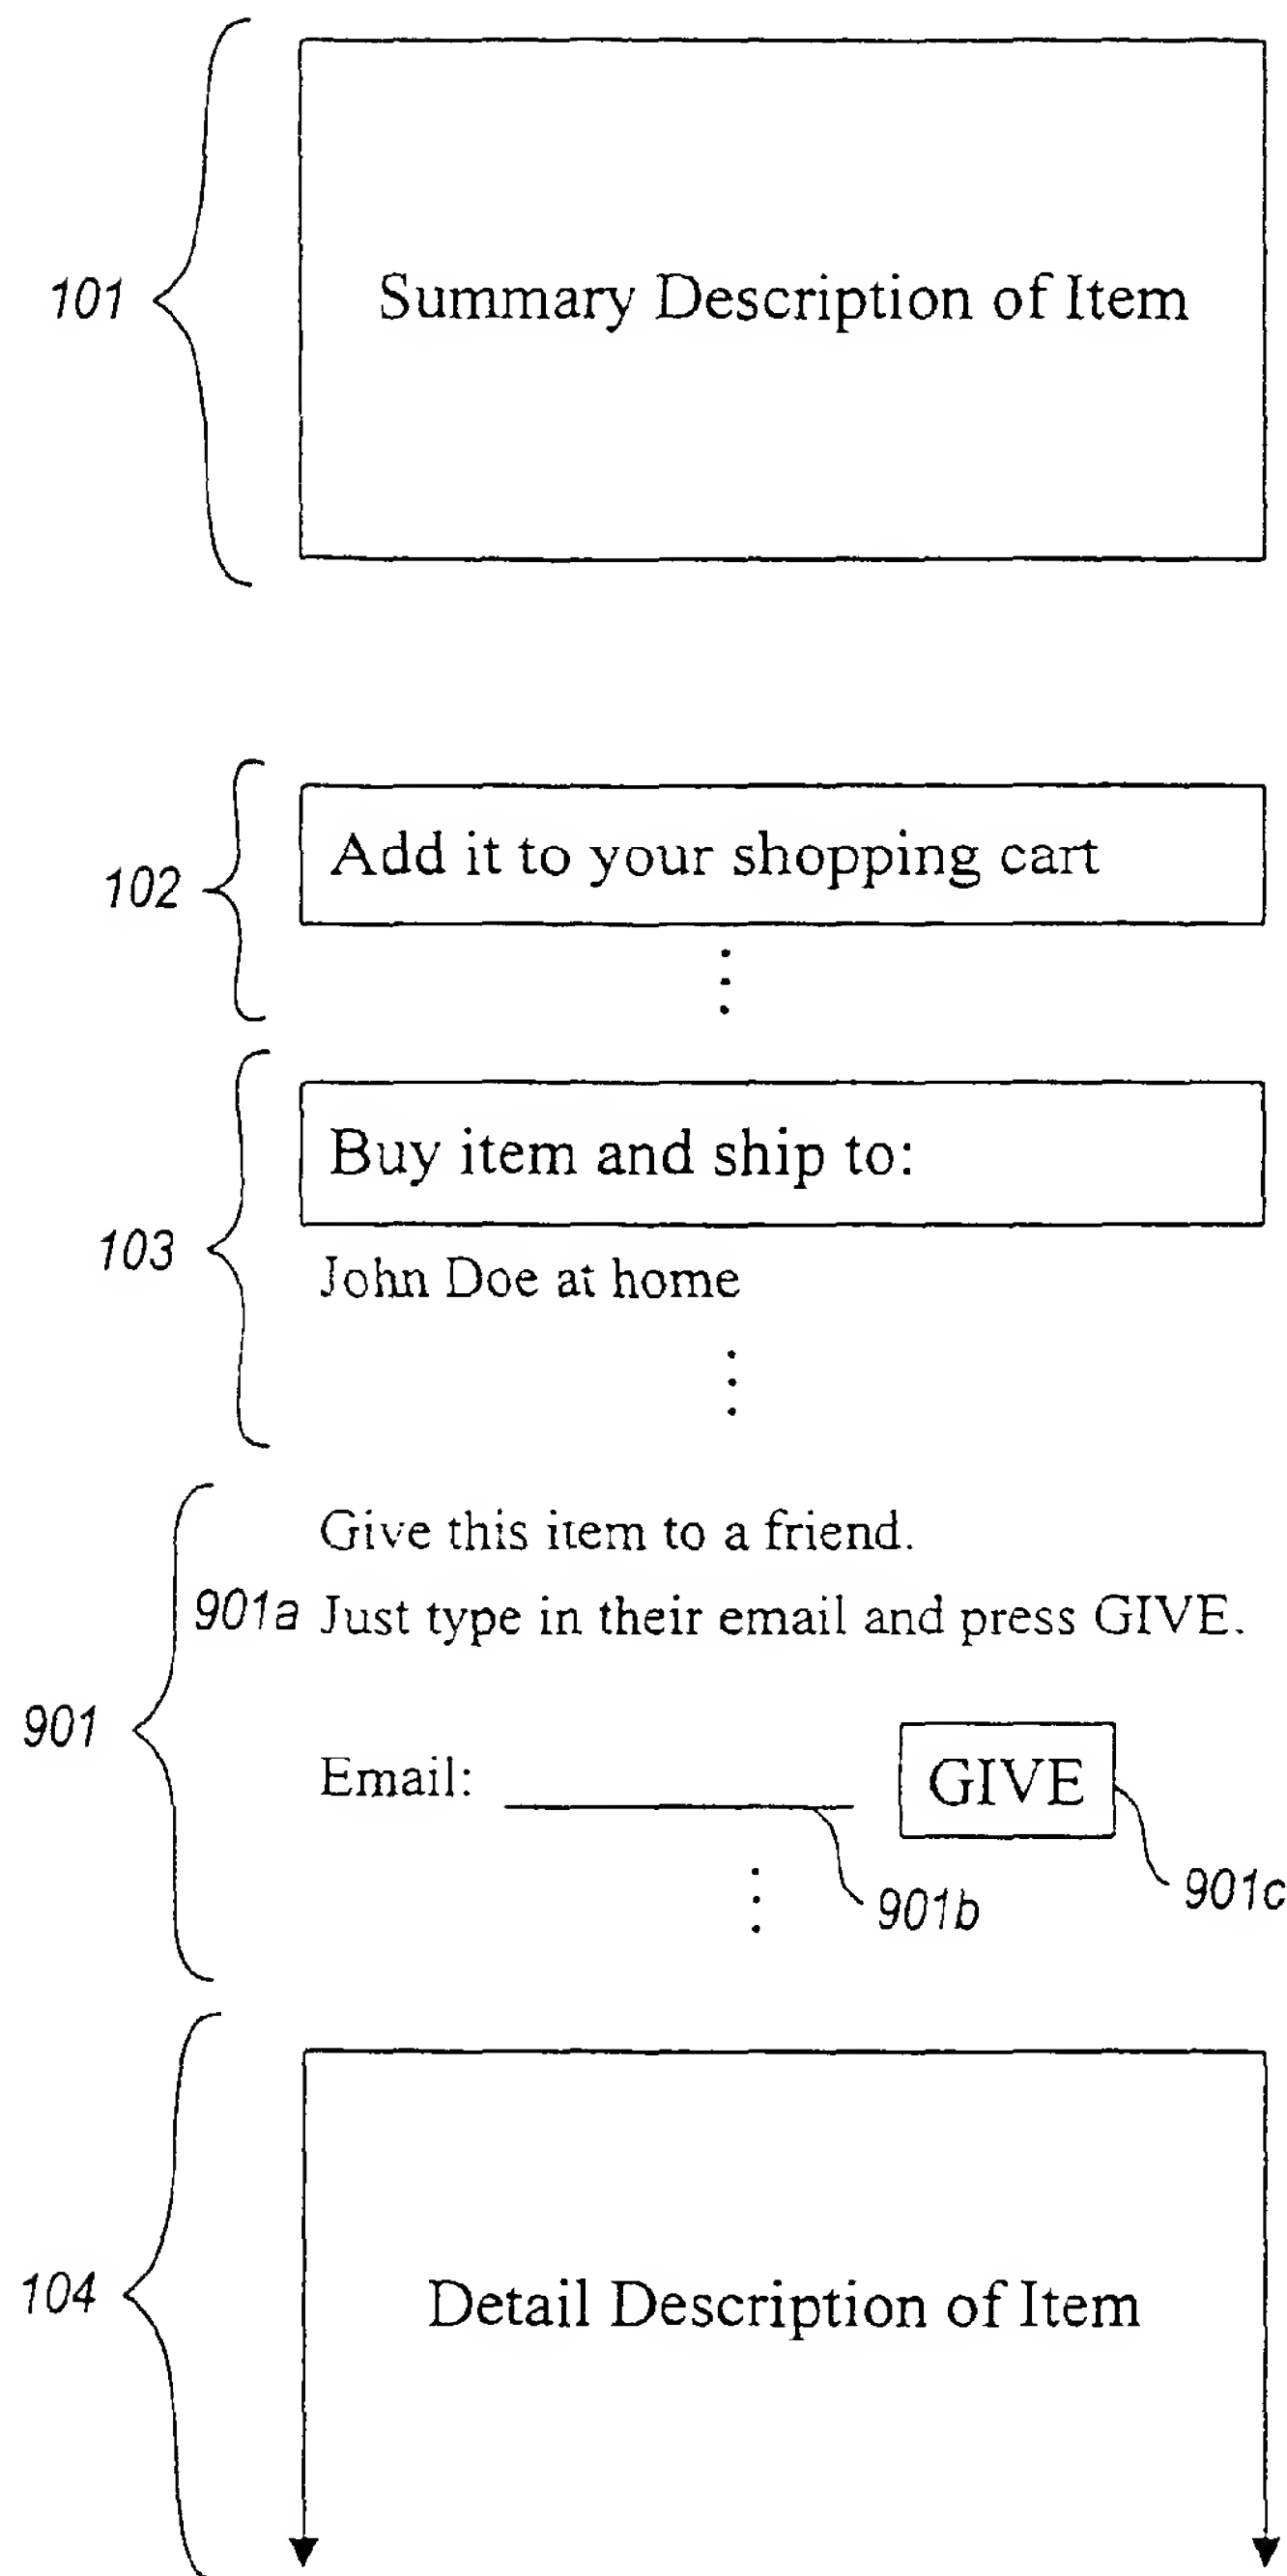 101
Summary Description of Item
102
Add it to your shopping cart
103
Buy item and ship to:
John Doe at home
901
Give this item to a friend.
901a Just type in their email and press GIVE.
Email: GIVE
901b
901c
104
Detail Description of Item